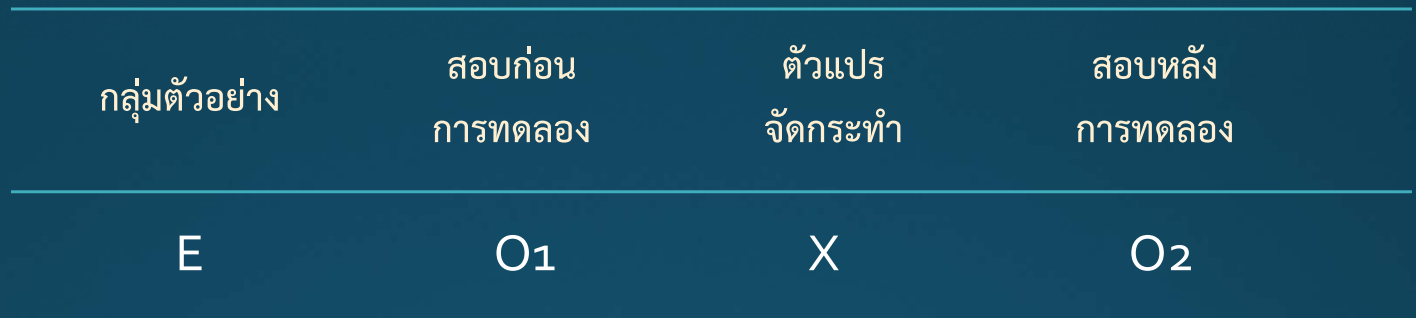 กลุ่มตัวอย่าง
สอบก่อน
การทดลอง
ตัวแปร
จัดกระทำ
สอบหลัง
การทดลอง
E O1 X O2